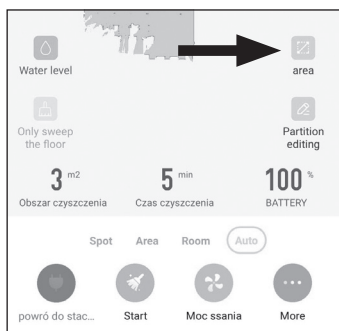 Water level
area
Only sweep
the floor
Partition
editing
3 m2
5 min
100 %
Obszar czyszczenia
Czas czyszczenia
BATTERY
Spot
Area
Room
Auto
powró do stac...
Start
Moc ssania
More